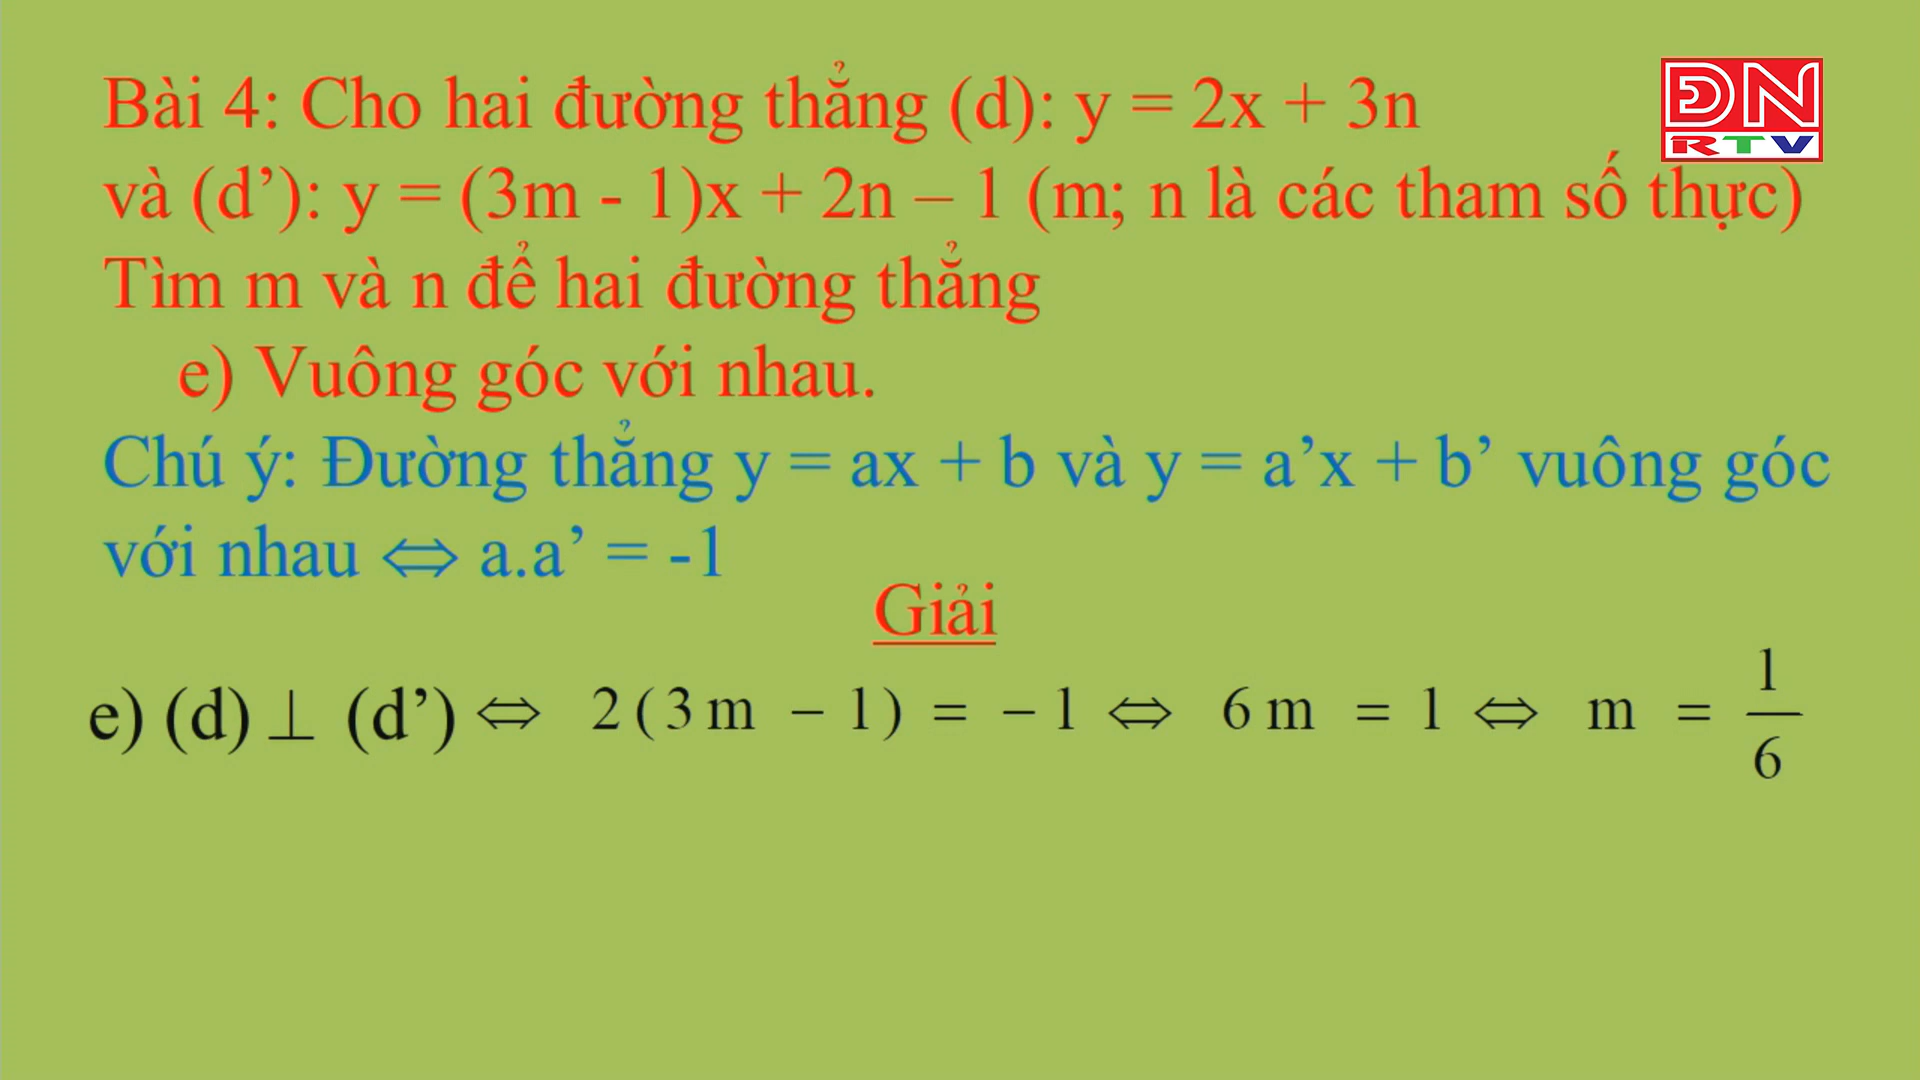 Bài 4: Cho hai đường thẳng (d): y = 2x + 3n
ĐN
RTV
và (d’): y = (3m - 1)x + 2n – 1 (m; n là các tham số thực)
Tìm m và n để hai đường thẳng
e) Vuông góc với nhau.
Chú ý: Đường thẳng y = ax + b và y = a’x + b’ vuông góc
với nhau ⇔ a.a’ = -1
Giải
e) (d) ⊥ (d’) ⇔ 2(3m − 1) = −1 ⇔ 6m = 1 ⇔ m = 1/6